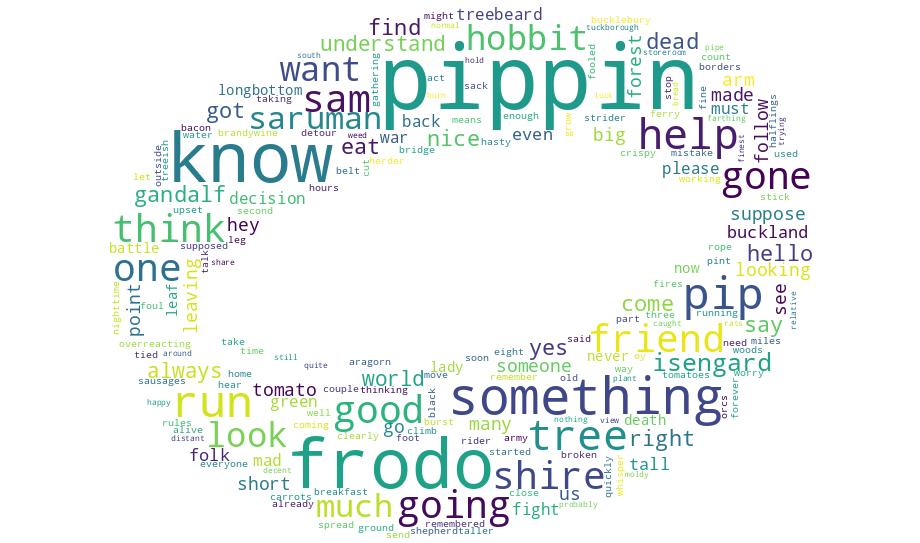 might treebeard bucklebury
find normal tuckborough
understand hobbit dead
south hold storeroom pipe
want pippin forest fooled count borders
longbottom gathering act sack
sam burn enough luck bread fine arm
got taking saruman means strider stop made
bacon water brandywine detour weed back grow ferry must follow halflings
know eat war nice even big farthing used trying
treeish outside bridge hasty crispy mistake finest
let belt herder help please
hours cut working gone
gandalf decision stick
upset second suppose
think hey rope buckland
leg pint
battle supposed talk hello
one share now looking
fires
nighttime point foul leaf leaving pip see relative
running
come part three say
overreacting take friend caught rats need miles
tied around time still yes said oy woods
quite aragorn lady soon eight never isengard
always home someone way tomatoes worry
sausages hear couple thinking world move remember old plant orcs forever
happy tomato black something nothing view
run green good burst
rules well many death
alive look coming go climb tree right
distant clearly foot rider army started broken
folk everyone frodo shire quickly whisper tall
mad decent moldy
short carrots breakfast close us probably
already much going fight
spread ground remembered
send shepherd taller